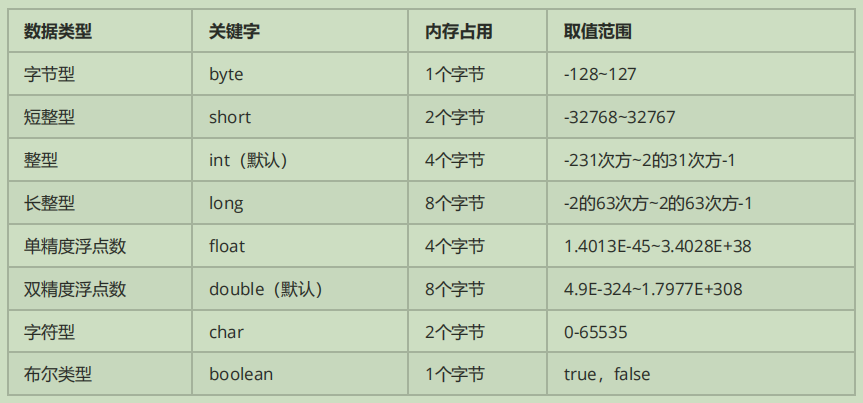 数据类型 关键字 内存占用 取值范围
字节型 byte 1个字节 -128~127
短整型 short 2个字节 -32768~32767
整型 int（默认） 4个字节 -231次方~2的31次方-1
长整型 long 8个字节 -2的63次方~2的63次方-1
单精度浮点数 float 4个字节 1.4013E-45~3.4028E+38
双精度浮点数 double（默认） 8个字节 4.9E-324~1.7977E+308
字符型 char 2个字节 0-65535
布尔类型 boolean 1个字节 true，false